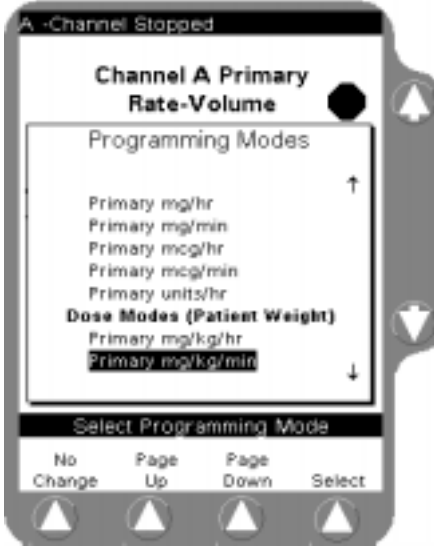 A -Channel Stopped
Channel A Primary
Rate-Volume
Programming Modes
↑
Primary mg/hr
Primary mg/min
Primary mcg/hr
Primary mcg/min
Primary units/hr
Dose Modes (Patient Weight)
Primary mg/kg/hr
Primary mg/kg/min
↓
Select Programming Mode
No Page Page
Change Up Down Select